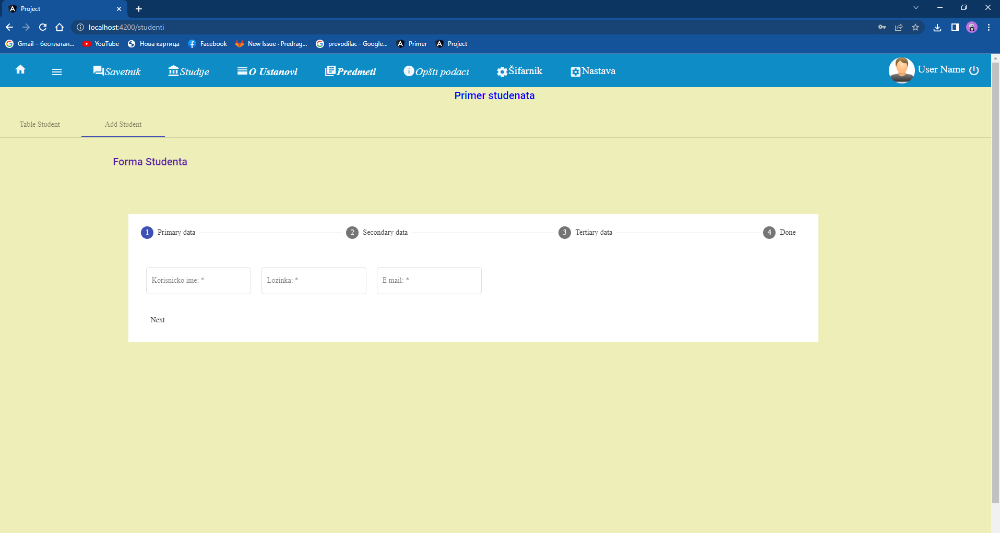 Project
localhost:4200/studenti
Gmail – бесплатан... YouTube Нова картица Facebook New Issue · Predrag... prevodilac - Google... Primer Project
Savetnik Studije O Ustanovi Predmeti Opšti podaci Šifarnik Nastava User Name
Primer studenata
Table Student Add Student
Forma Studenta
1 Primary data 2 Secondary data 3 Tertiary data 4 Done
Korisnicko ime: * Lozinka: * E mail: *
Next